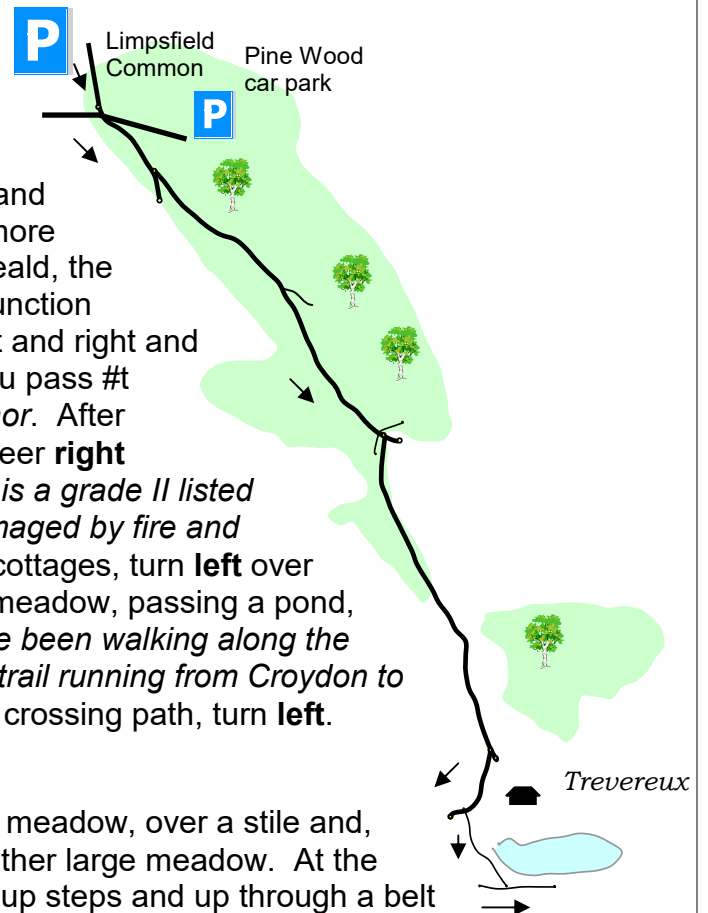 P
Limpsfield
Common
Pine Wood
car park
P
and
more
eald, the
unction
t and right and
u pass #t
nor. After
eer right
is a grade II listed
maged by fire and
cottages, turn left over
meadow, passing a pond,
e been walking along the
trail running from Croydon to
crossing path, turn left.
Trevereux
meadow, over a stile and,
ther large meadow. At the
up steps and up through a belt